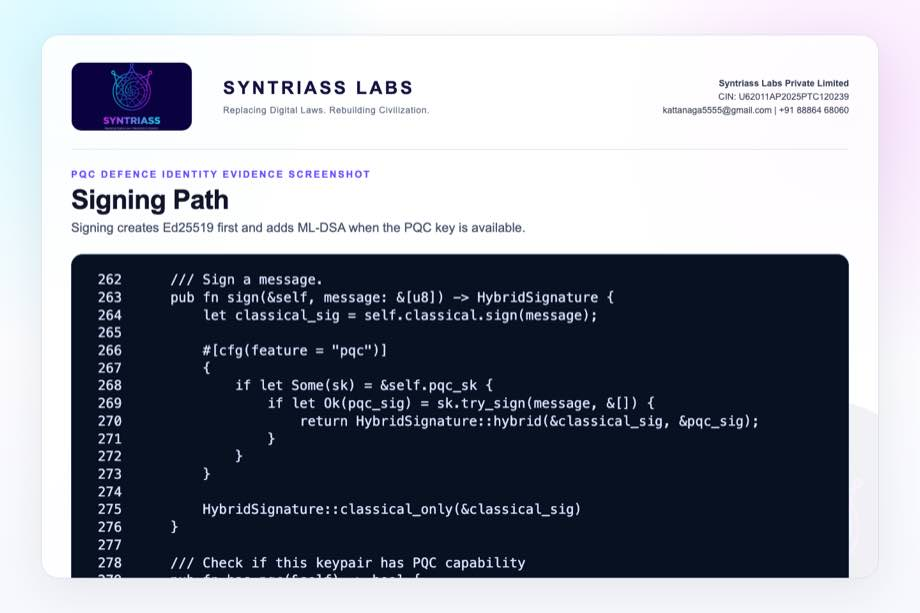 SYNTRIASS
SYNTRIASS LABS
Replacing Digital Laws. Rebuilding Civilization.
Syntriass Labs Private Limited
CIN: U62011AP2025PTC120239
kattanaga5555@gmail.com | +91 88864 68060
PQC DEFENCE IDENTITY EVIDENCE SCREENSHOT
Signing Path
Signing creates Ed25519 first and adds ML-DSA when the PQC key is available.
262 /// Sign a message.
263 pub fn sign(&self, message: &[u8]) -> HybridSignature {
264 let classical_sig = self.classical.sign(message);
265
266 #[cfg(feature = "pqc")]
267 {
268 if let Some(sk) = &self.pqc_sk {
269 if let Ok(pqc_sig) = sk.try_sign(message, &[]) {
270 return HybridSignature::hybrid(&classical_sig, &pqc_sig);
271 }
272 }
273 }
274
275 HybridSignature::classical_only(&classical_sig)
276 }
277
278 /// Check if this keypair has PQC capability